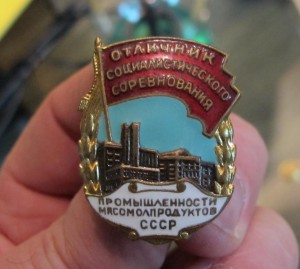 ОТЛИЧНИК
СОЦИАЛИСТИЧЕСКОГО
СОРЕВНОВАНИЯ
ПРОМЫШЛЕННОСТИ
МЯСОМОЛПРОДУКТОВ
СССР